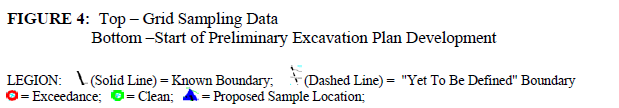 FIGURE 4: Top – Grid Sampling Data
Bottom –Start of Preliminary Excavation Plan Development
LEGION: (Solid Line) = Known Boundary; (Dashed Line) = "Yet To Be Defined" Boundary
= Exceedance; = Clean; = Proposed Sample Location;